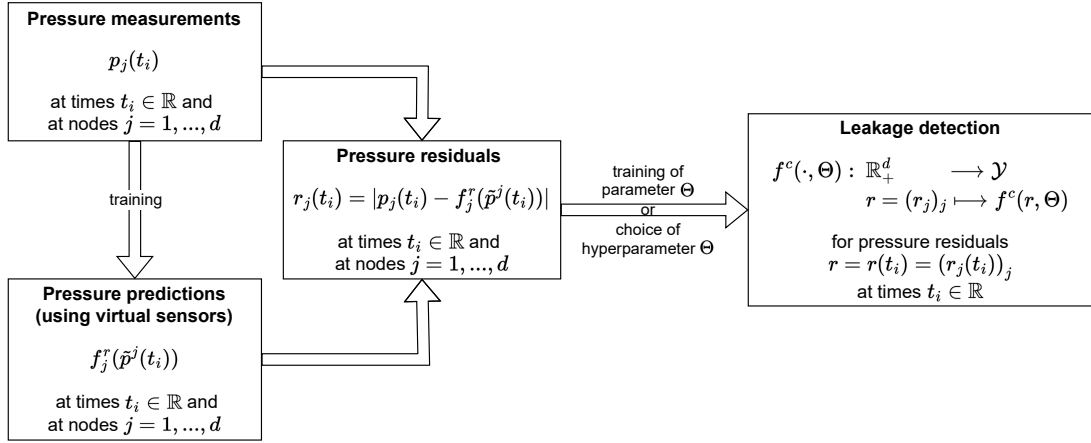 Pressure measurements
p_j(t_i)
at times t_i ∈ ℝ and
at nodes j = 1, ..., d
training
Pressure predictions
(using virtual sensors)
f_j^r(p̃^j(t_i))
at times t_i ∈ ℝ and
at nodes j = 1, ..., d
Pressure residuals
r_j(t_i) = |p_j(t_i) − f_j^r(p̃^j(t_i))|
at times t_i ∈ ℝ and
at nodes j = 1, ..., d
training of
parameter Θ
or
choice of
hyperparameter Θ
Leakage detection
f^c(·, Θ) : ℝ_+^d ⟶ 𝒴
r = (r_j)_j ⟼ f^c(r, Θ)
for pressure residuals
r = r(t_i) = (r_j(t_i))_j
at times t_i ∈ ℝ